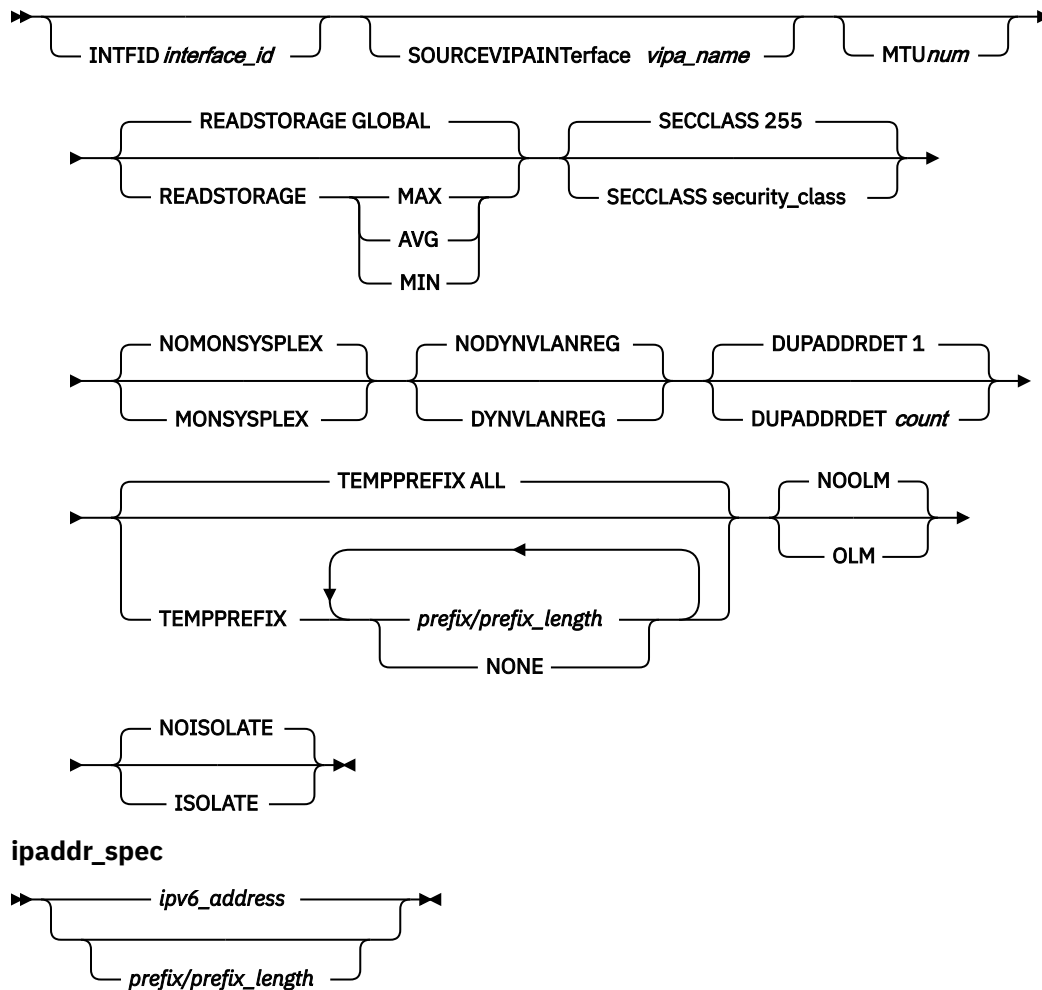 INTFID interface_id SOURCEVIPAINTerface vipa_name MTU num
READSTORAGE GLOBAL SECCLASS 255
READSTORAGE MAX SECCLASS security_class
AVG
MIN
NOMONSYSPLEX NODYNVLANREG DUPADDRDET 1
MONSYSPLEX DYNVLANREG DUPADDRDET count
TEMPPREFIX ALL NOOLM
OLM
TEMPPREFIX prefix/prefix_length
NONE
NOISOLATE
ISOLATE
ipaddr_spec
ipv6_address
prefix/prefix_length